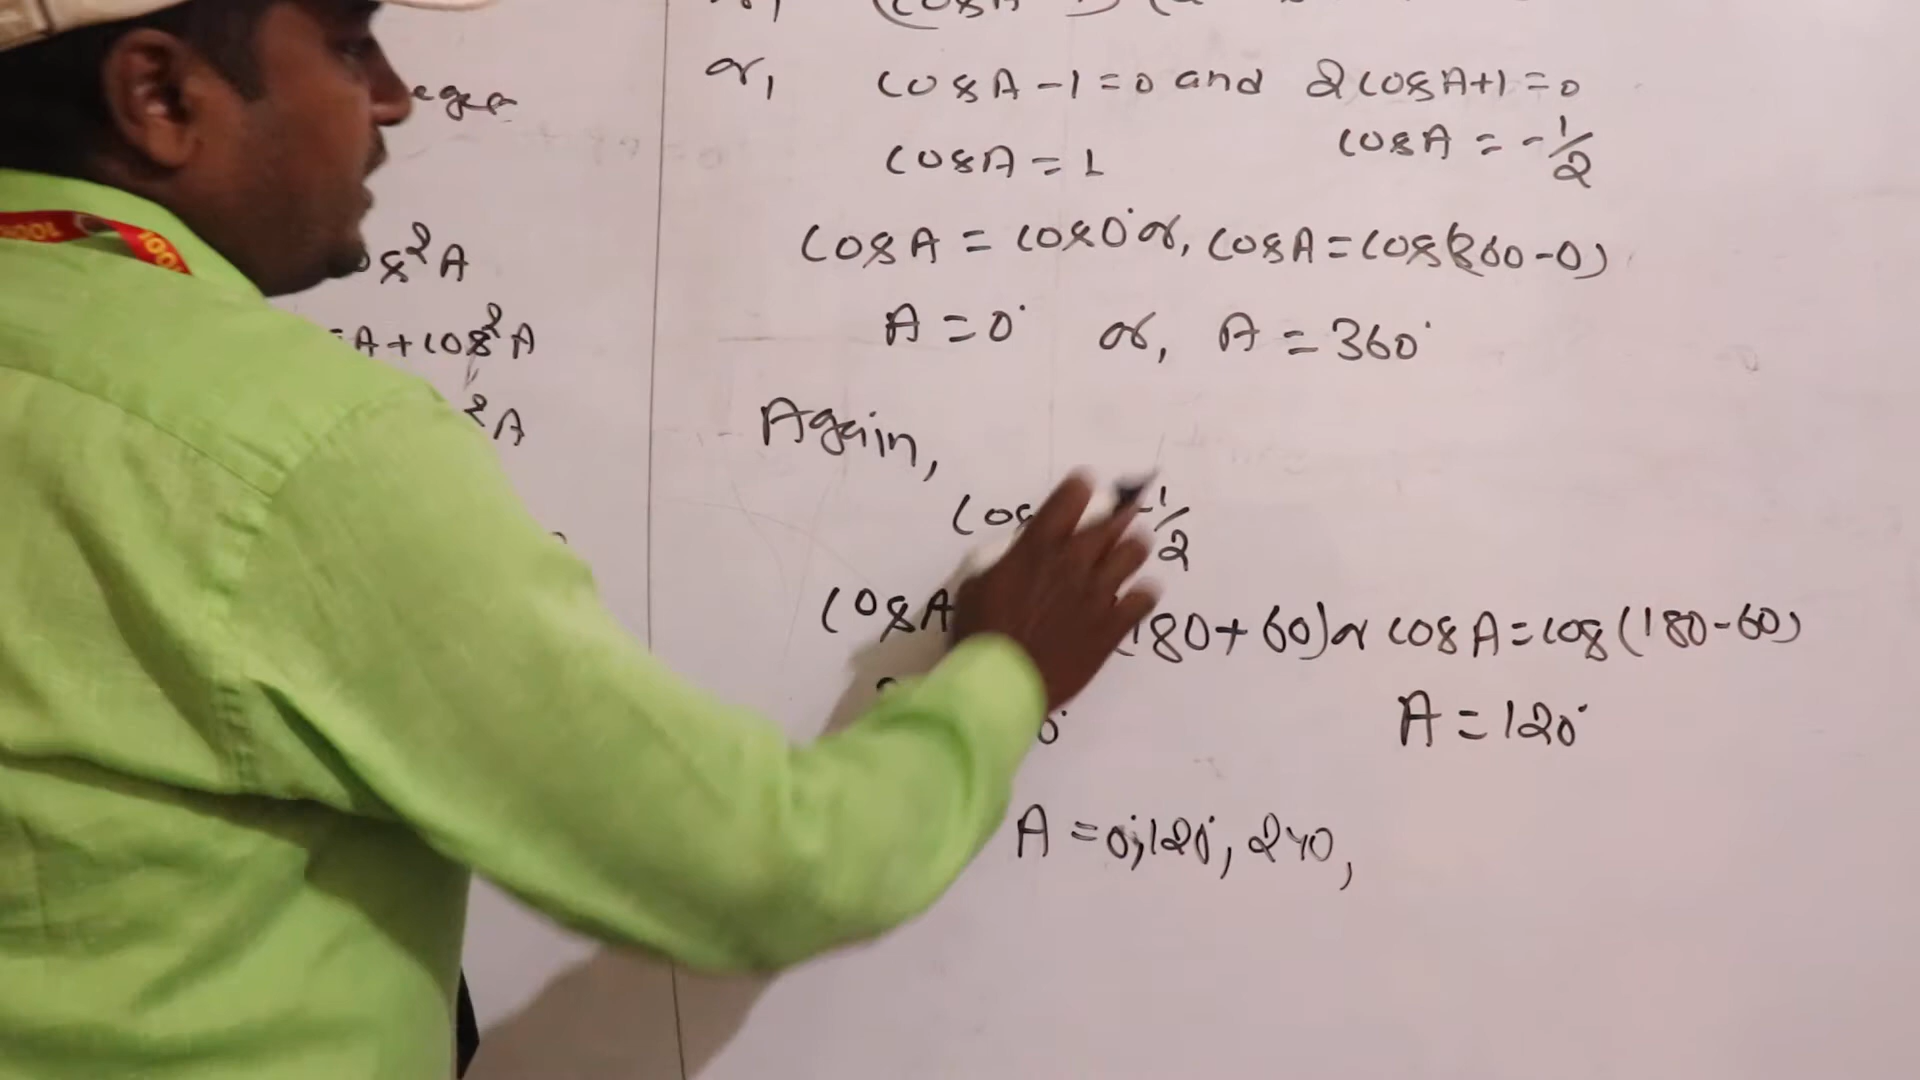 cos²A
A + cos²A
²A
or,
cosA - 1 = 0 and 2cosA + 1 = 0
cosA = 1
cosA = -1/2
cosA = cos0° or, cosA = cos(360 - 0)
A = 0° or, A = 360°
Again,
-1/2
cosA
180 + 60) or cosA = cos(180 - 60)
0°
A = 120°
A = 0°, 120°, 240,